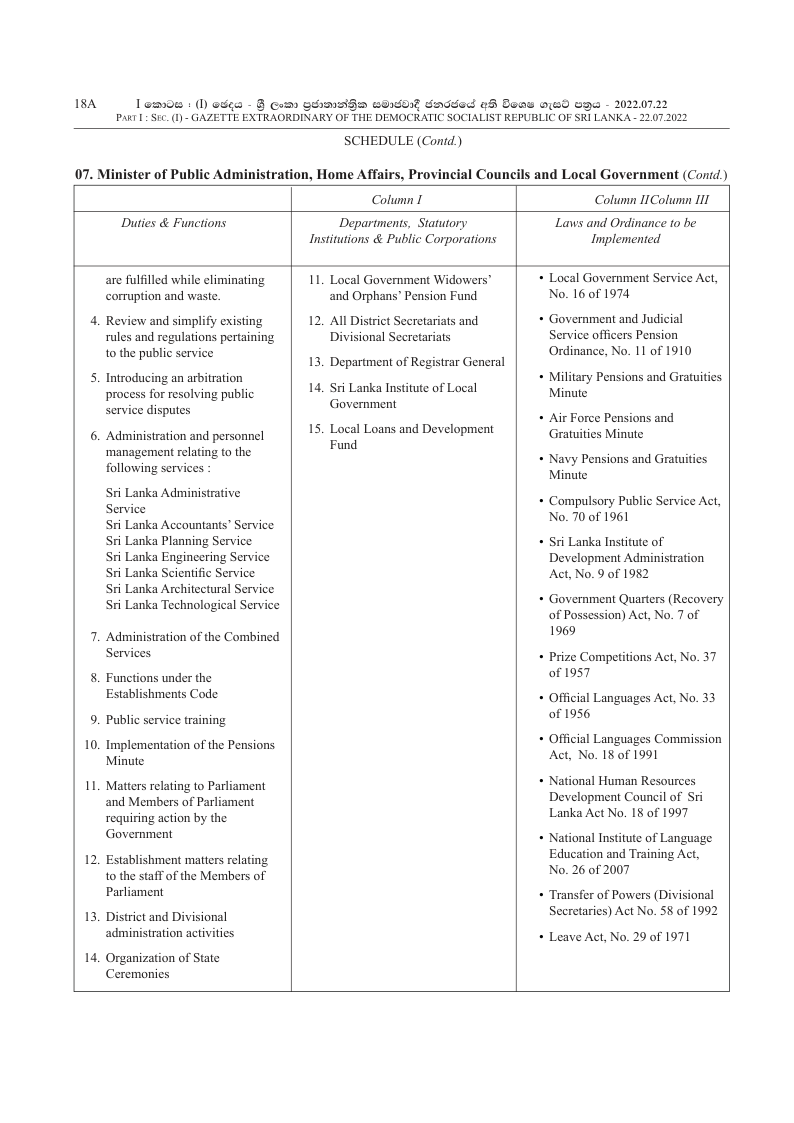 18A
I කොටස : (I) ඡෙදය - ශ්‍රී ලංකා ප්‍රජාතාන්ත්‍රික සමාජවාදී ජනරජයේ අති විශෙෂ ගැසට් පත්‍රය - 2022.07.22
PART I : SEC. (I) - GAZETTE EXTRAORDINARY OF THE DEMOCRATIC SOCIALIST REPUBLIC OF SRI LANKA - 22.07.2022
SCHEDULE (Contd.)
07. Minister of Public Administration, Home Affairs, Provincial Councils and Local Government (Contd.)
Column I
Column IIColumn III
Duties & Functions
Departments, Statutory
Institutions & Public Corporations
Laws and Ordinance to be
Implemented
are fulfilled while eliminating
corruption and waste.
4. Review and simplify existing
rules and regulations pertaining
to the public service
5. Introducing an arbitration
process for resolving public
service disputes
6. Administration and personnel
management relating to the
following services :
Sri Lanka Administrative
Service
Sri Lanka Accountants’ Service
Sri Lanka Planning Service
Sri Lanka Engineering Service
Sri Lanka Scientific Service
Sri Lanka Architectural Service
Sri Lanka Technological Service
7. Administration of the Combined
Services
8. Functions under the
Establishments Code
9. Public service training
10. Implementation of the Pensions
Minute
11. Matters relating to Parliament
and Members of Parliament
requiring action by the
Government
12. Establishment matters relating
to the staff of the Members of
Parliament
13. District and Divisional
administration activities
14. Organization of State
Ceremonies
11. Local Government Widowers’
and Orphans’ Pension Fund
12. All District Secretariats and
Divisional Secretariats
13. Department of Registrar General
14. Sri Lanka Institute of Local
Government
15. Local Loans and Development
Fund
• Local Government Service Act,
No. 16 of 1974
• Government and Judicial
Service officers Pension
Ordinance, No. 11 of 1910
• Military Pensions and Gratuities
Minute
• Air Force Pensions and
Gratuities Minute
• Navy Pensions and Gratuities
Minute
• Compulsory Public Service Act,
No. 70 of 1961
• Sri Lanka Institute of
Development Administration
Act, No. 9 of 1982
• Government Quarters (Recovery
of Possession) Act, No. 7 of
1969
• Prize Competitions Act, No. 37
of 1957
• Official Languages Act, No. 33
of 1956
• Official Languages Commission
Act, No. 18 of 1991
• National Human Resources
Development Council of Sri
Lanka Act No. 18 of 1997
• National Institute of Language
Education and Training Act,
No. 26 of 2007
• Transfer of Powers (Divisional
Secretaries) Act No. 58 of 1992
• Leave Act, No. 29 of 1971